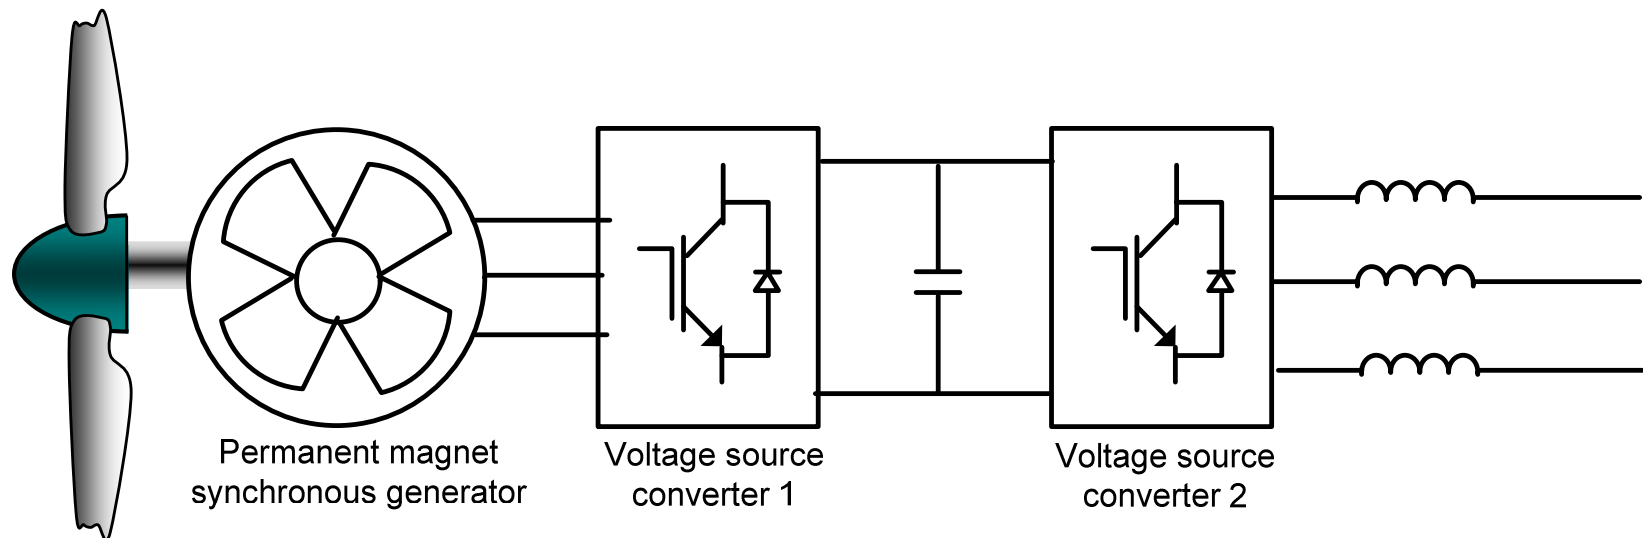 Permanent magnet
synchronous generator
Voltage source
converter 1
Voltage source
converter 2